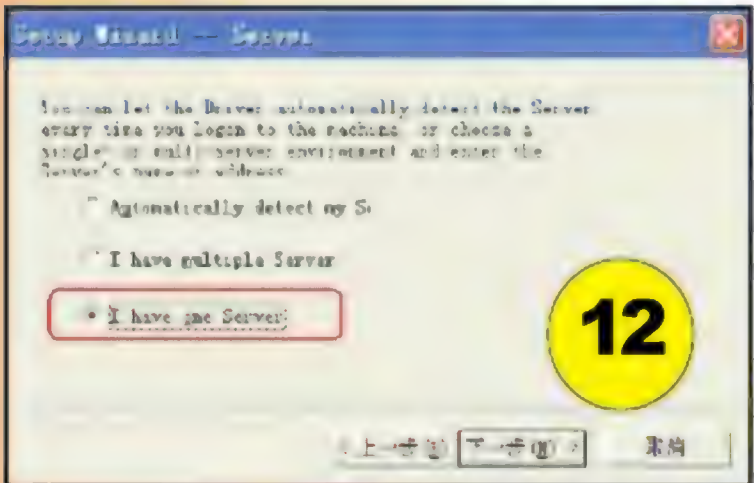 Setup Wizard -- Server
You can let the Driver automatically detect the Server
every time you login to the machine or choose a
single or multi server environment and enter the
Server's name or address
Automatically detect my Se
I have multiple Server
I have one Server
12
上一步 下一步(N) > 取消